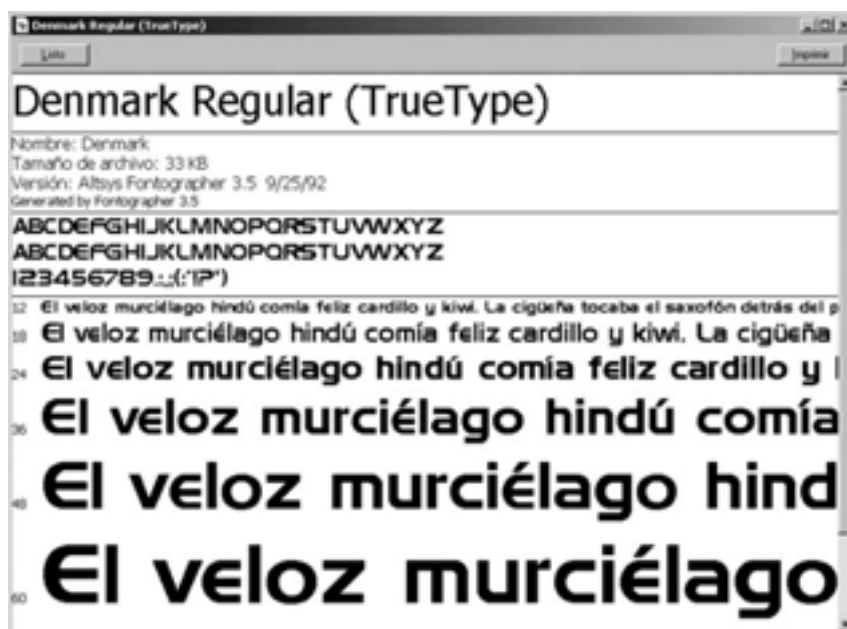 Denmark Regular (TrueType)
Listo Imprimir
Denmark Regular (TrueType)
Nombre: Denmark
Tamaño de archivo: 33 KB
Versión: Altsys Fontographer 3.5 9/25/92
Generated by Fontographer 3.5
ABCDEFGHIJKLMNOPQRSTUVWXYZ
ABCDEFGHIJKLMNOPQRSTUVWXYZ
123456789.:,;(:*!?")
12 El veloz murciélago hindú comía feliz cardillo y kiwi. La cigüeña tocaba el saxofón detrás del p
18 El veloz murciélago hindú comía feliz cardillo y kiwi. La cigüeña
24 El veloz murciélago hindú comía feliz cardillo y
36 El veloz murciélago hindú comía
48 El veloz murciélago hind
60 El veloz murciélago